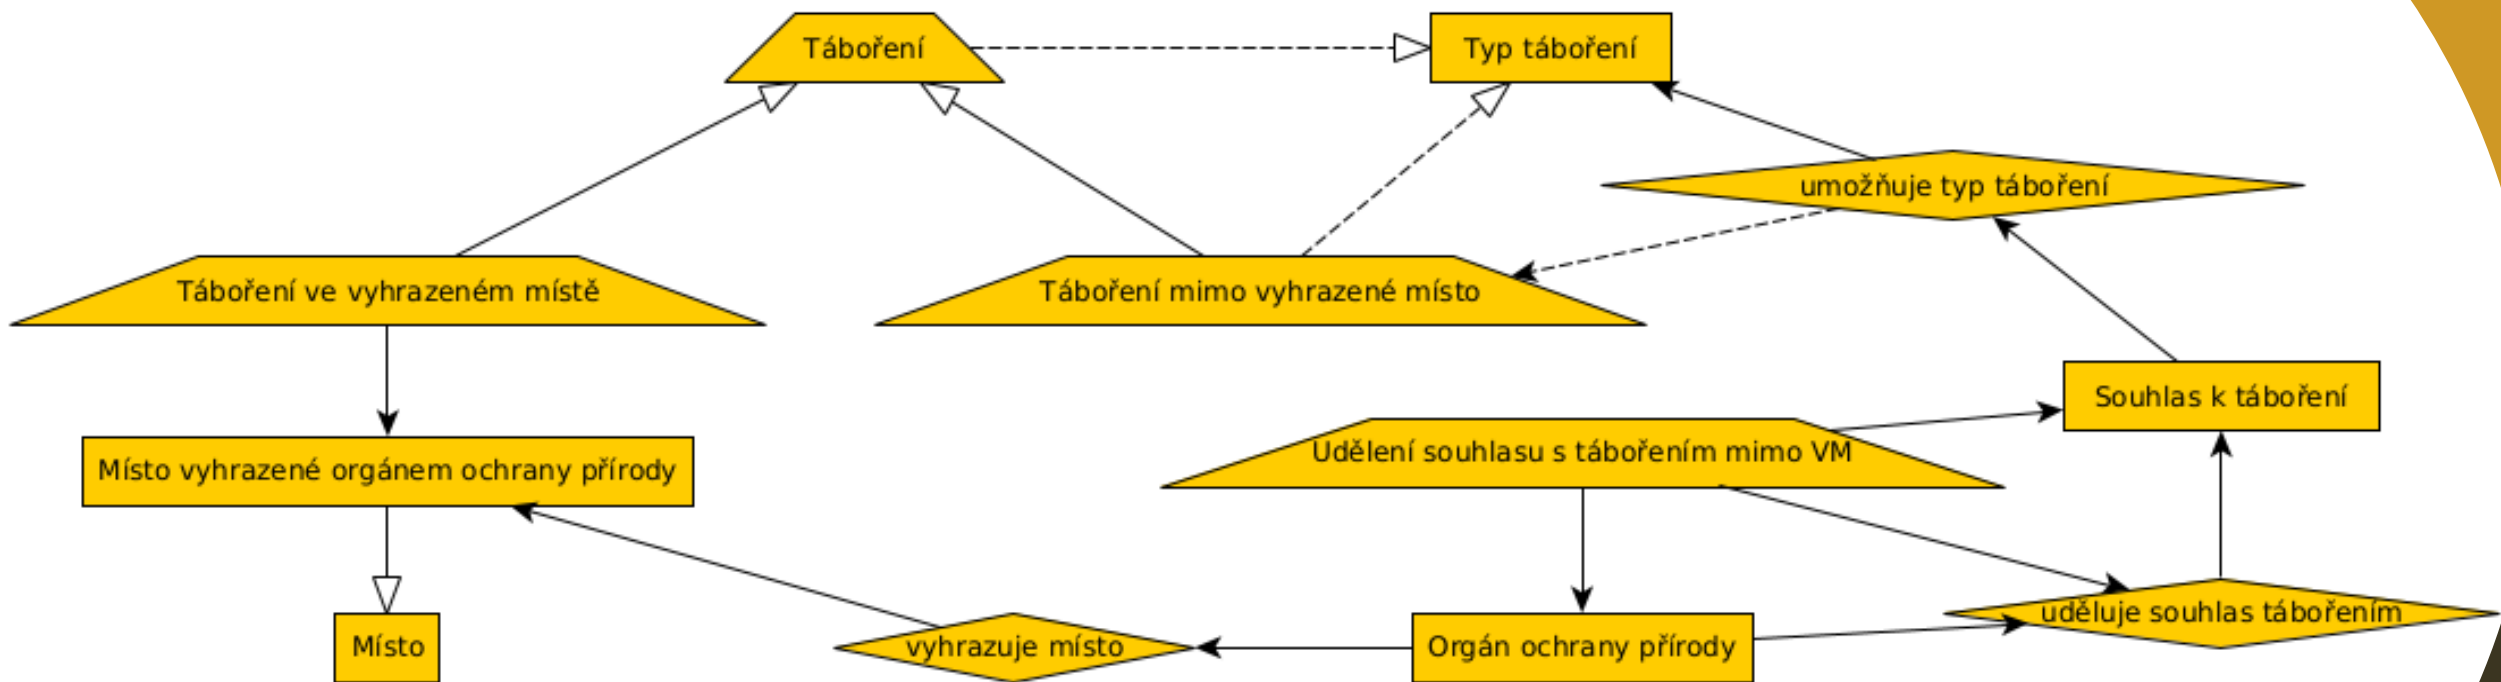 Táboření
Typ táboření
umožňuje typ táboření
Táboření ve vyhrazeném místě
Táboření mimo vyhrazené místo
Souhlas k táboření
Udělení souhlasu s tábořením mimo VM
Místo vyhrazené orgánem ochrany přírody
uděluje souhlas tábořením
Místo
vyhrazuje místo
Orgán ochrany přírody